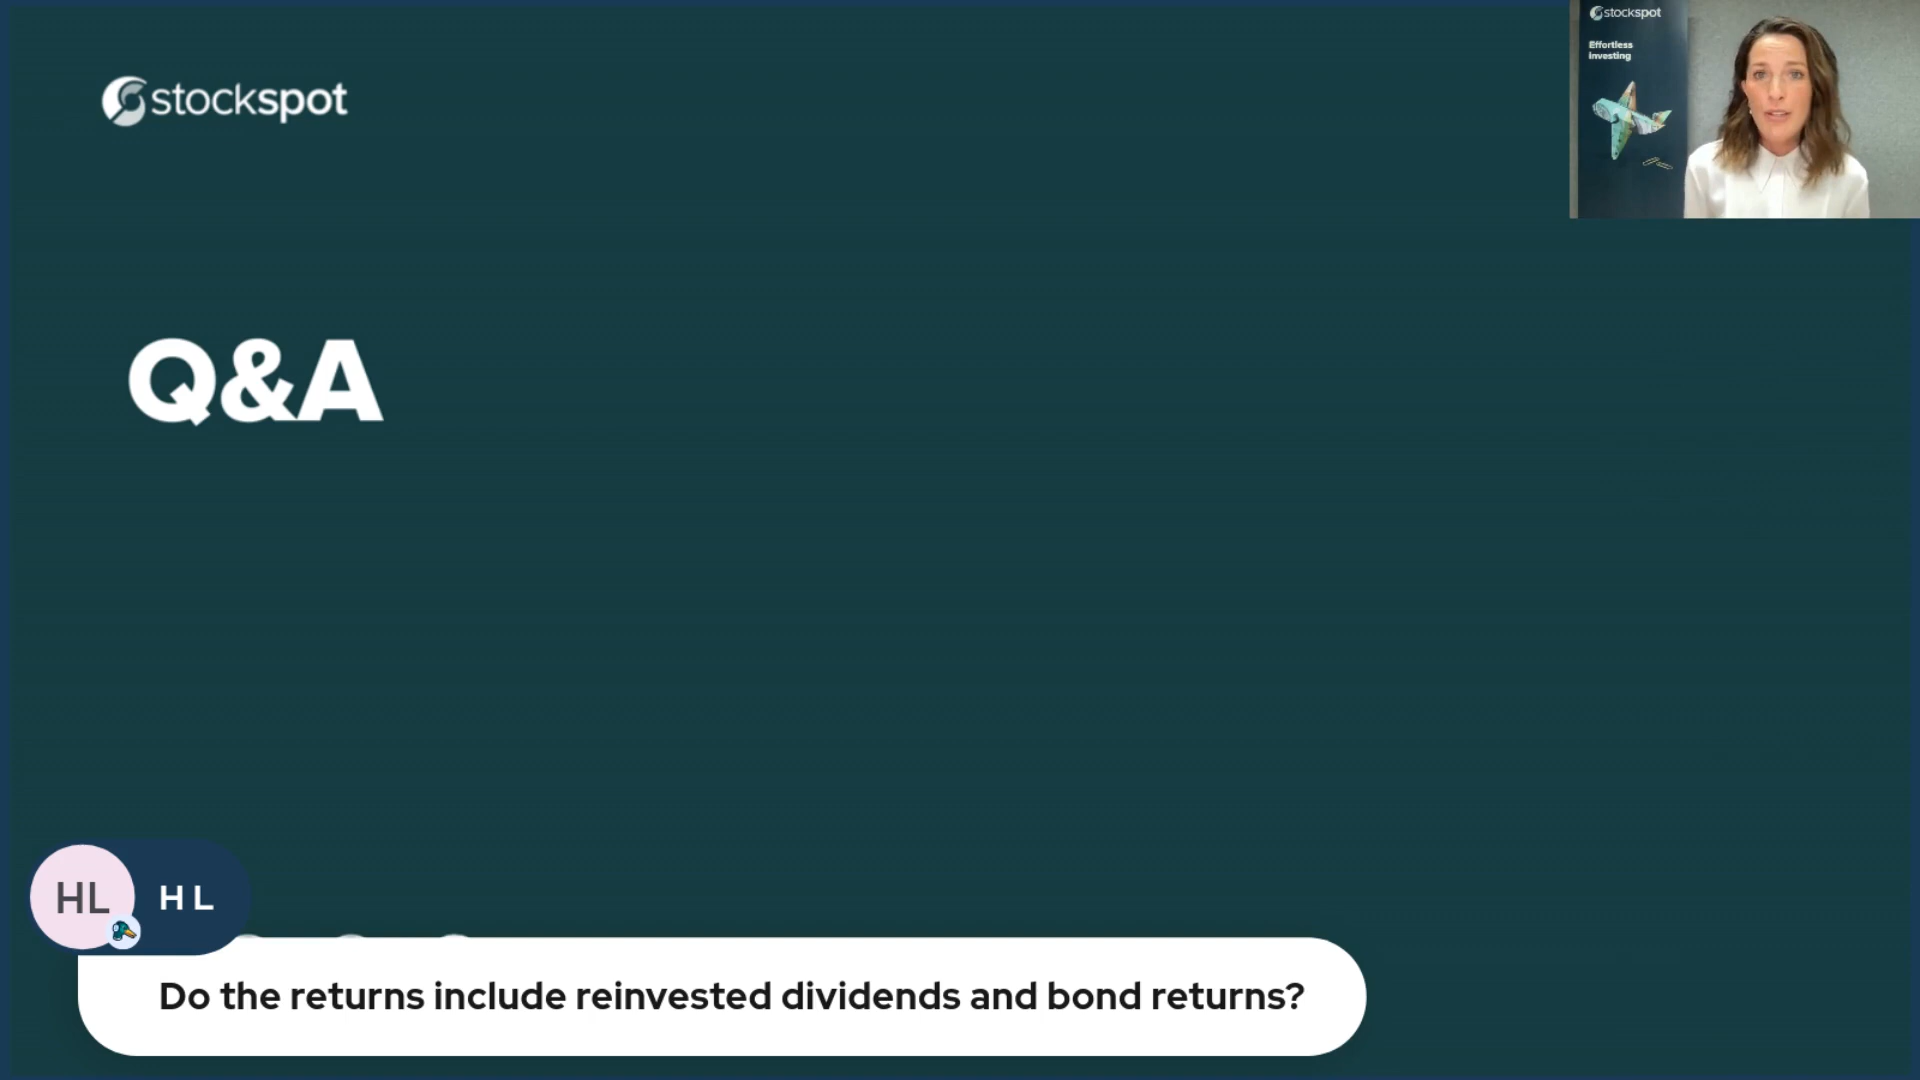 stockspot
stockspot
Effortless
Investing
Q&A
HL
H L
Do the returns include reinvested dividends and bond returns?